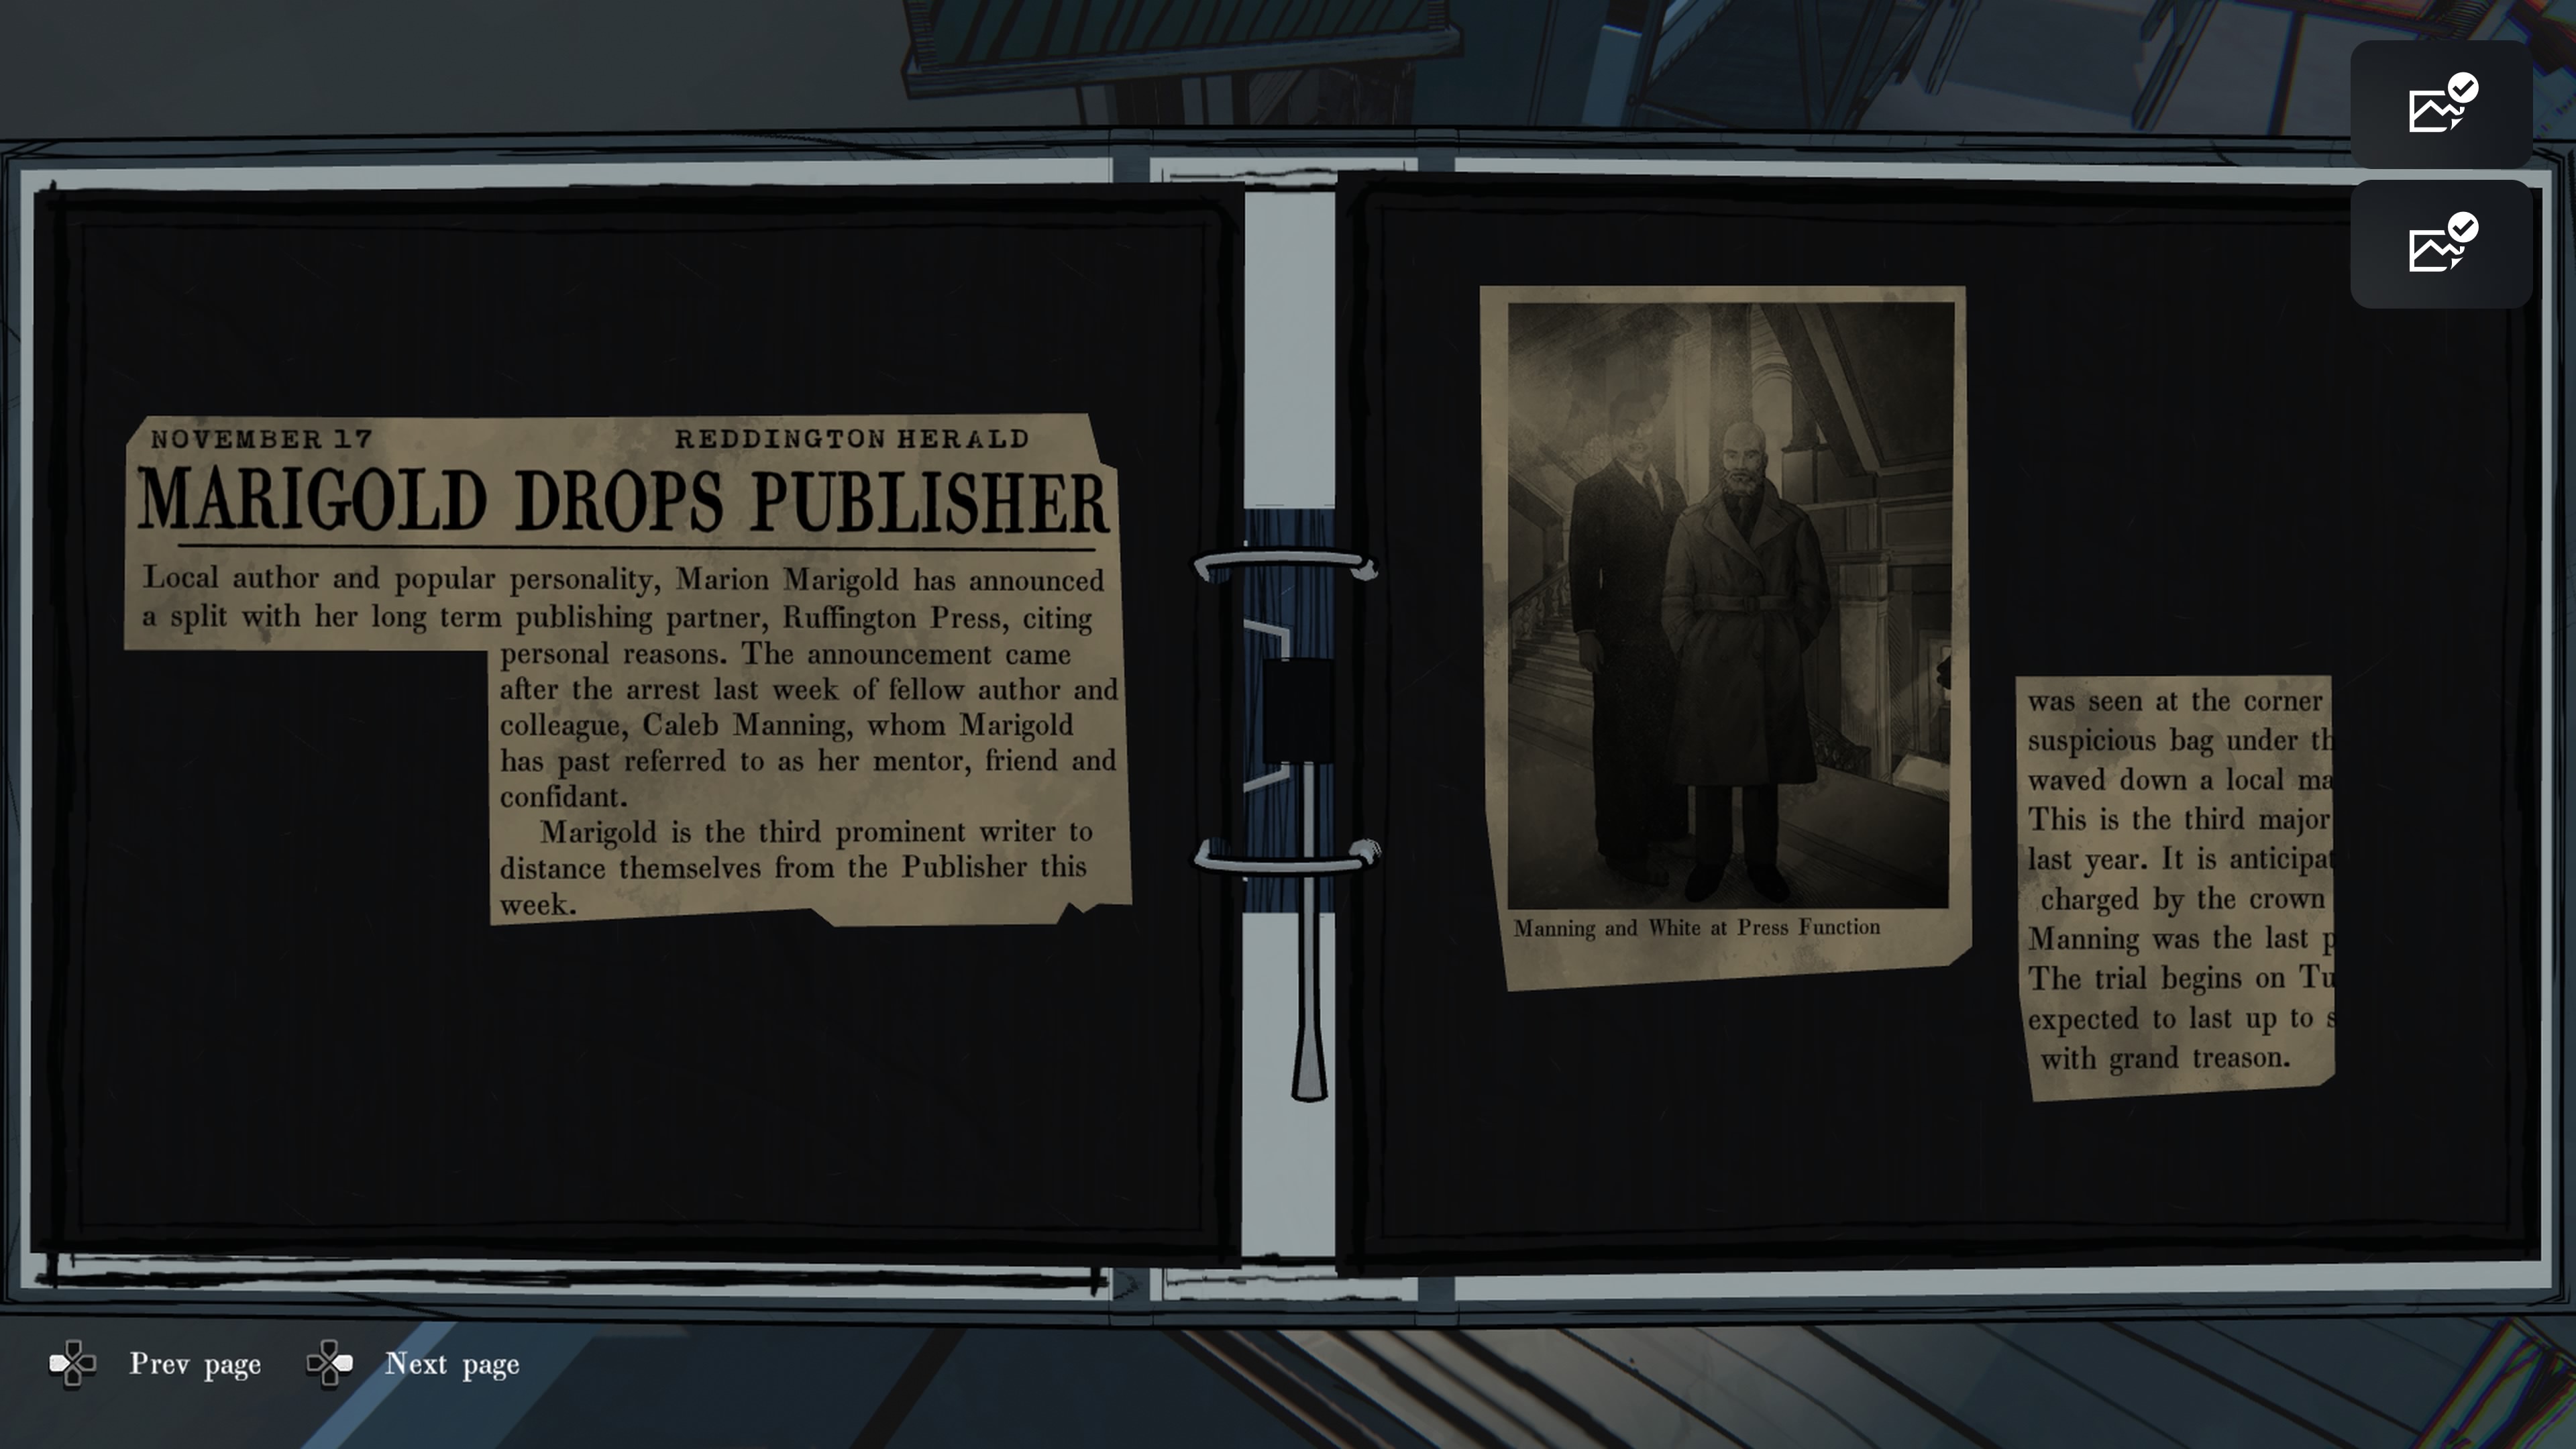 NOVEMBER 17 REDDINGTON HERALD
MARIGOLD DROPS PUBLISHER
Local author and popular personality, Marion Marigold has announced
a split with her long term publishing partner, Ruffington Press, citing
personal reasons. The announcement came
after the arrest last week of fellow author and
colleague, Caleb Manning, whom Marigold
has past referred to as her mentor, friend and
confidant.
Marigold is the third prominent writer to
distance themselves from the Publisher this
week.
Manning and White at Press Function
was seen at the corner
suspicious bag under th
waved down a local ma
This is the third major
last year. It is anticipat
charged by the crown
Manning was the last p
The trial begins on Tu
expected to last up to s
with grand treason.
Prev page
Next page